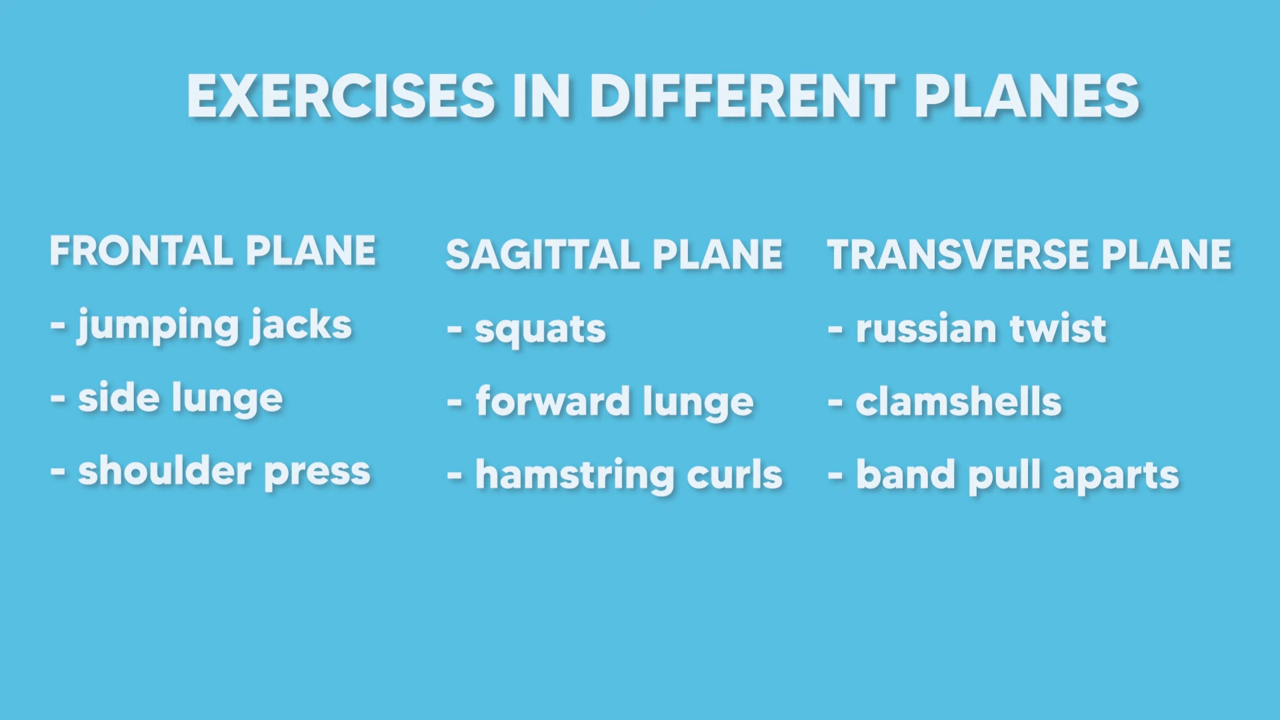 EXERCISES IN DIFFERENT PLANES
FRONTAL PLANE
- jumping jacks
- side lunge
- shoulder press
SAGITTAL PLANE
- squats
- forward lunge
- hamstring curls
TRANSVERSE PLANE
- russian twist
- clamshells
- band pull aparts